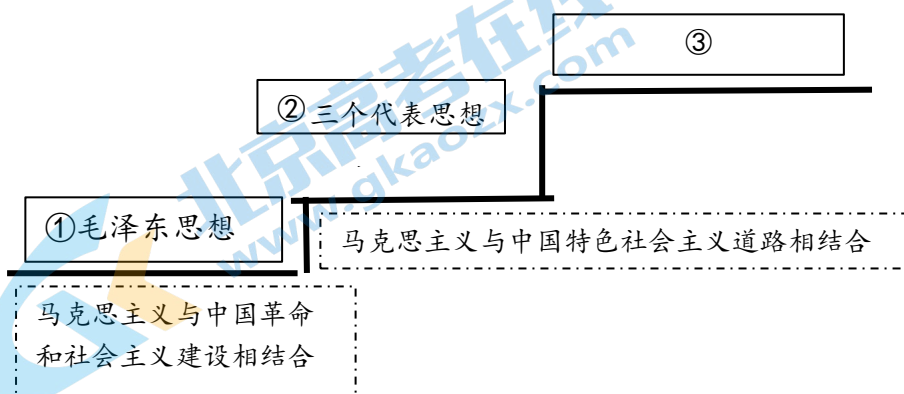 ③
②三个代表思想
①毛泽东思想
马克思主义与中国特色社会主义道路相结合
马克思主义与中国革命
和社会主义建设相结合
北京高考在线
www.gkaozx.com